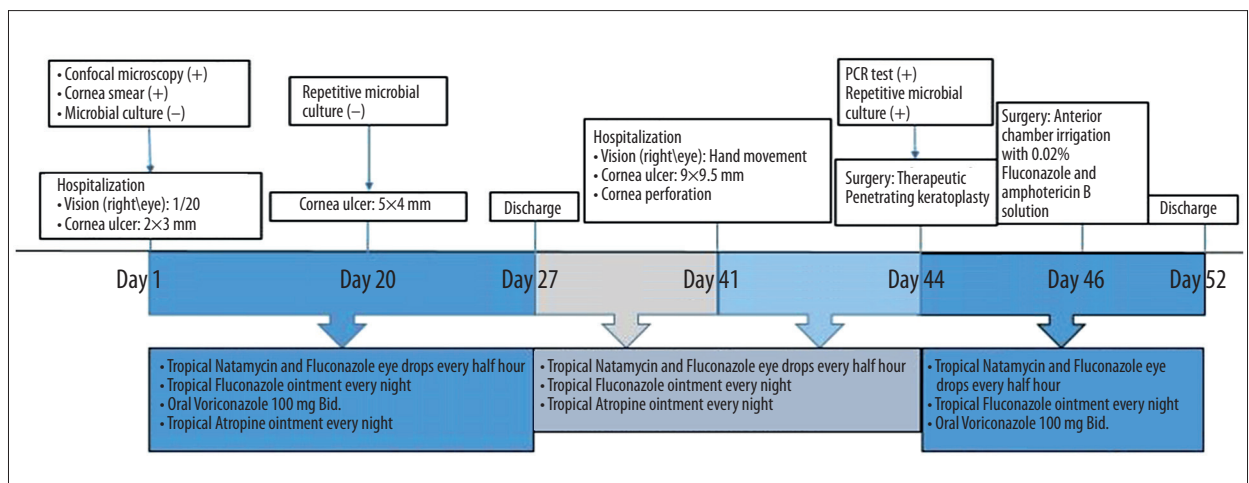 • Confocal microscopy (+)
• Cornea smear (+)
• Microbial culture (–)
Repetitive microbial
culture (–)
PCR test (+)
Repetitive microbial
culture (+)
Hospitalization
• Vision (right\eye): 1/20
• Cornea ulcer: 2×3 mm
Cornea ulcer: 5×4 mm
Discharge
Hospitalization
• Vision (right\eye): Hand movement
• Cornea ulcer: 9×9.5 mm
• Cornea perforation
Surgery: Therapeutic
Penetrating keratoplasty
Surgery: Anterior
chamber irrigation
with 0.02%
Fluconazole and
amphotericin B
solution
Discharge
Day 1
Day 20
Day 27
Day 41
Day 44
Day 46
Day 52
• Tropical Natamycin and Fluconazole eye drops every half hour
• Tropical Fluconazole ointment every night
• Oral Voriconazole 100 mg Bid.
• Tropical Atropine ointment every night
• Tropical Natamycin and Fluconazole eye drops every half hour
• Tropical Fluconazole ointment every night
• Tropical Atropine ointment every night
• Tropical Natamycin and Fluconazole eye
drops every half hour
• Tropical Fluconazole ointment every night
• Oral Voriconazole 100 mg Bid.